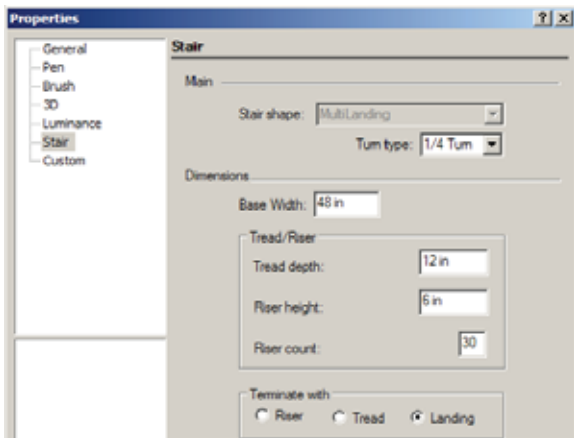 Properties
General
Pen
Brush
3D
Luminance
Stair
Custom
Stair
Main
Stair shape: MultiLanding
Turn type: 1/4 Turn
Dimensions
Base Width: 48 in
Tread/Riser
Tread depth: 12 in
Riser height: 6 in
Riser count: 30
Terminate with
Riser Tread Landing